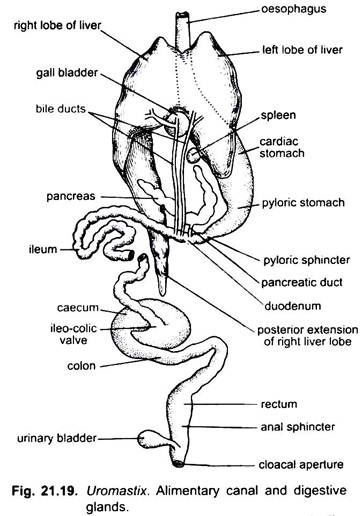 oesophagus
right lobe of liver
left lobe of liver
gall bladder
bile ducts
spleen
cardiac
stomach
pancreas
pyloric stomach
ileum
pyloric sphincter
pancreatic duct
duodenum
caecum
ileo-colic
valve
posterior extension
of right liver lobe
colon
rectum
anal sphincter
urinary bladder
cloacal aperture
Fig. 21.19. Uromastix. Alimentary canal and digestive
glands.